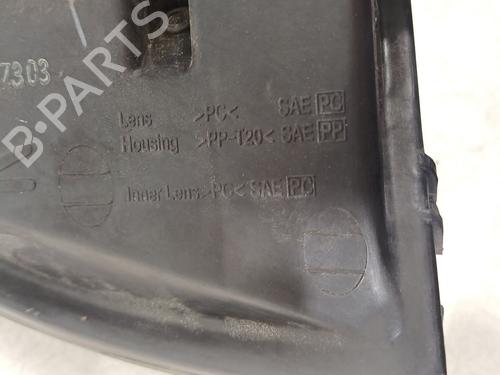 7303
Lens >PC< SAE PC
Housing >PP-T20< SAE PP
Inner Lens >PC< SAE PC
B-PARTS